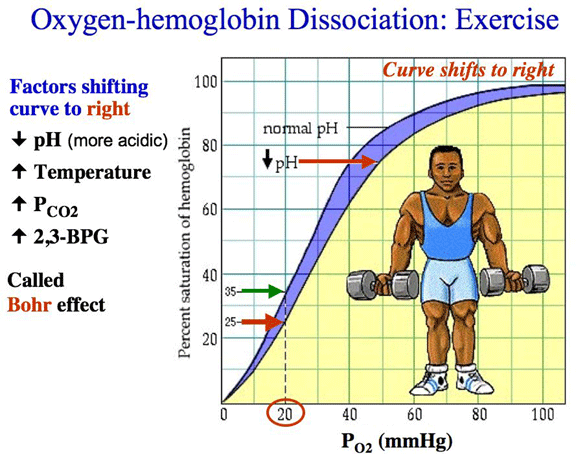 Oxygen-hemoglobin Dissociation: Exercise
Factors shifting
curve to right
↓ pH (more acidic)
↑ Temperature
↑ PCO2
↑ 2,3-BPG
Called
Bohr effect
Curve shifts to right
Percent saturation of hemoglobin
100
80
60
40
20
normal pH
↓ pH
35
25
0 20 40 60 80 100
PO2 (mmHg)